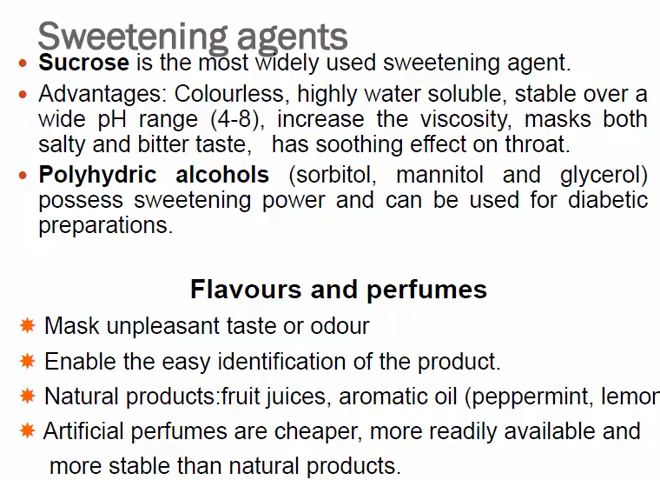 Sweetening agents
• Sucrose is the most widely used sweetening agent.
• Advantages: Colourless, highly water soluble, stable over a
wide pH range (4-8), increase the viscosity, masks both
salty and bitter taste, has soothing effect on throat.
• Polyhydric alcohols (sorbitol, mannitol and glycerol)
possess sweetening power and can be used for diabetic
preparations.
Flavours and perfumes
✸ Mask unpleasant taste or odour
✸ Enable the easy identification of the product.
✸ Natural products:fruit juices, aromatic oil (peppermint, lemon
✸ Artificial perfumes are cheaper, more readily available and
more stable than natural products.